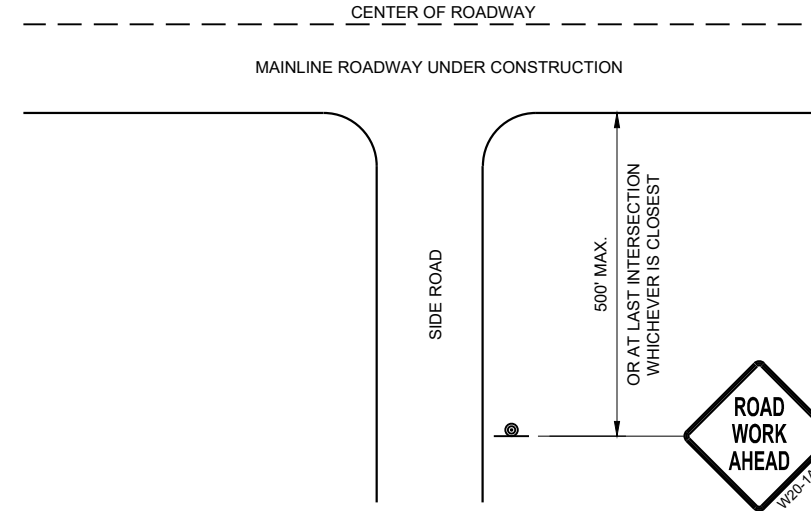 CENTER OF ROADWAY
MAINLINE ROADWAY UNDER CONSTRUCTION
SIDE ROAD
500' MAX.
OR AT LAST INTERSECTION
WHICHEVER IS CLOSEST
ROAD
WORK
AHEAD